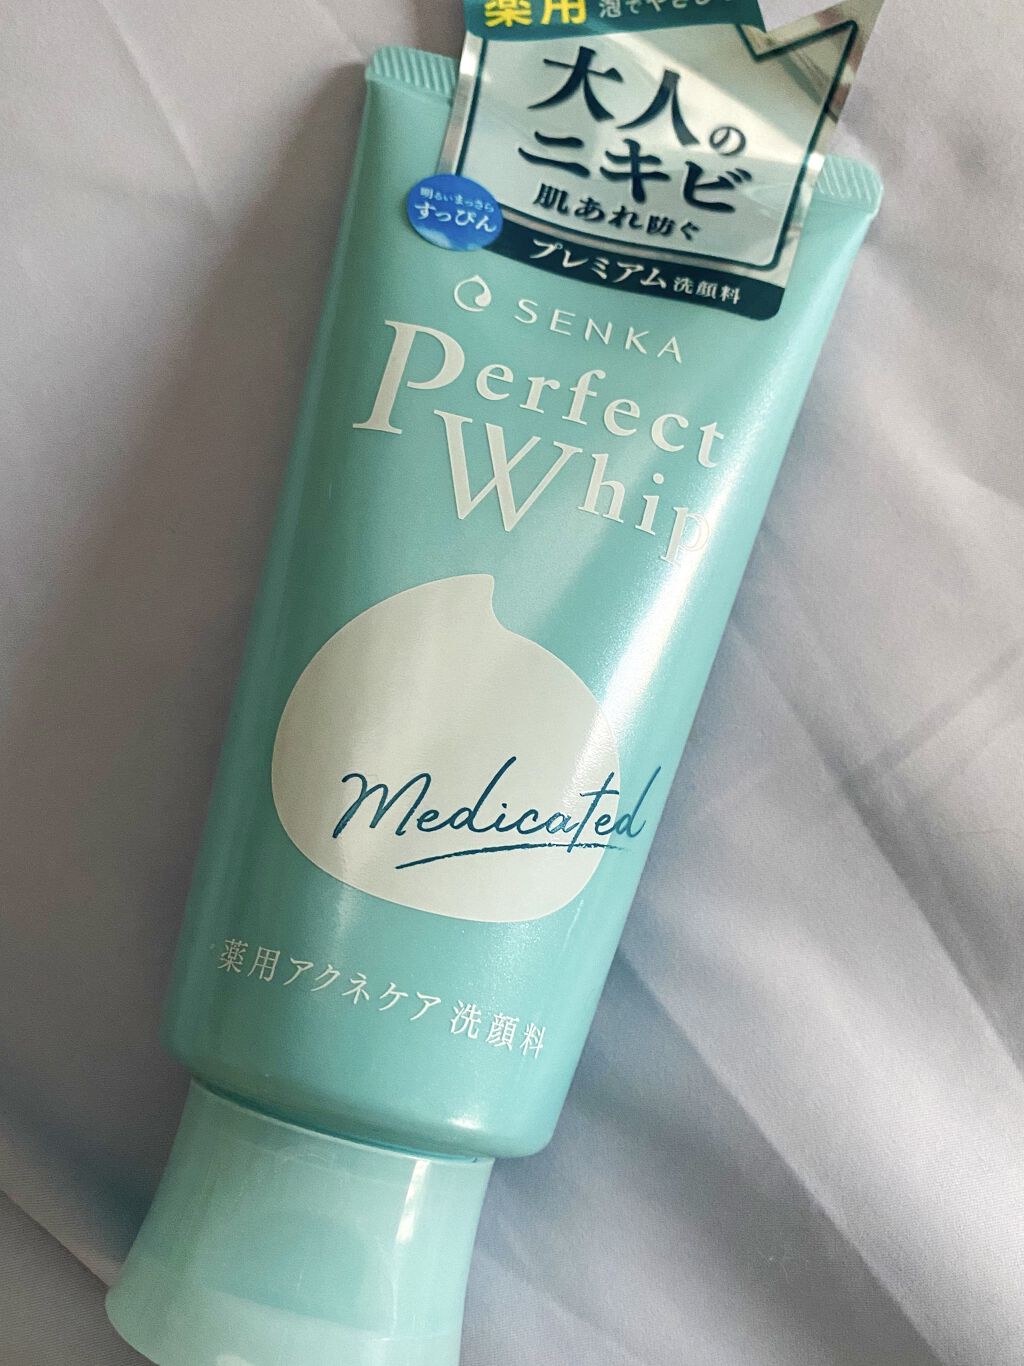 薬用 泡でやさしく
大人の
ニキビ
肌あれ防ぐ
明るいまっさら
すっぴん
プレミアム洗顔料
SENKA
Perfect
Whip
Medicated
薬用アクネケア 洗顔料